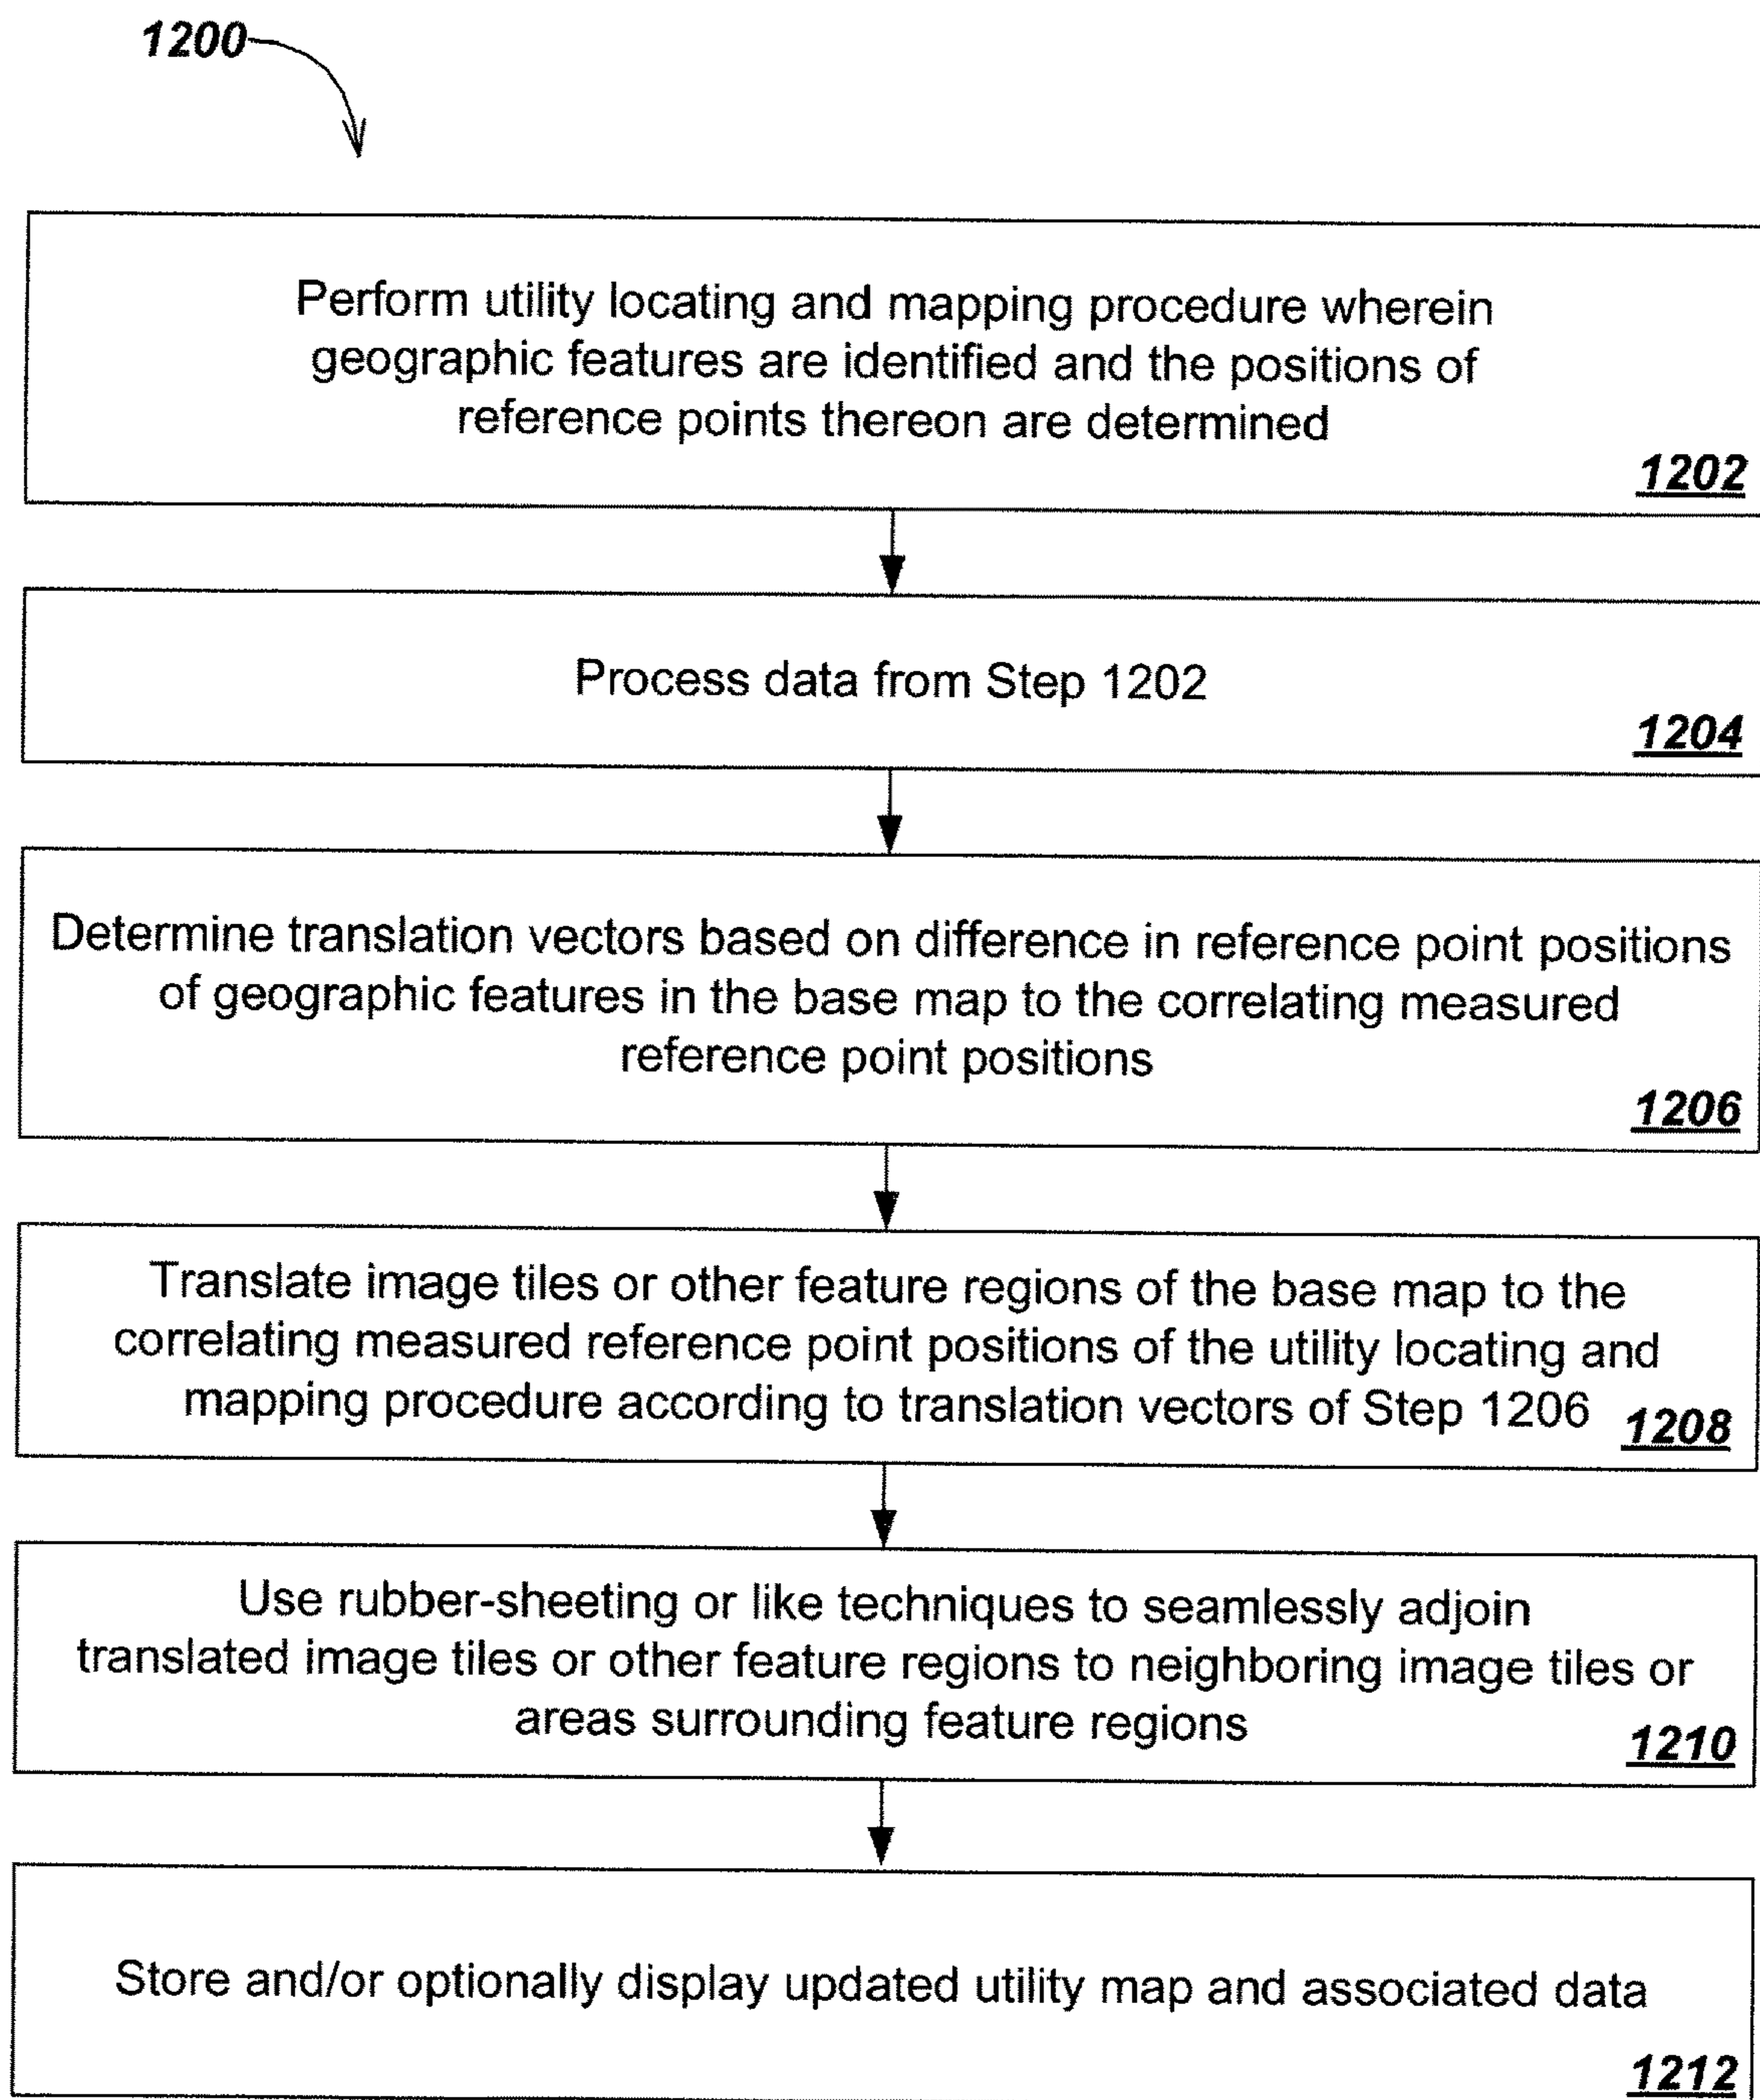 1200
Perform utility locating and mapping procedure wherein
geographic features are identified and the positions of
reference points thereon are determined
1202
Process data from Step 1202
1204
Determine translation vectors based on difference in reference point positions
of geographic features in the base map to the correlating measured
reference point positions
1206
Translate image tiles or other feature regions of the base map to the
correlating measured reference point positions of the utility locating and
mapping procedure according to translation vectors of Step 1206
1208
Use rubber-sheeting or like techniques to seamlessly adjoin
translated image tiles or other feature regions to neighboring image tiles or
areas surrounding feature regions
1210
Store and/or optionally display updated utility map and associated data
1212